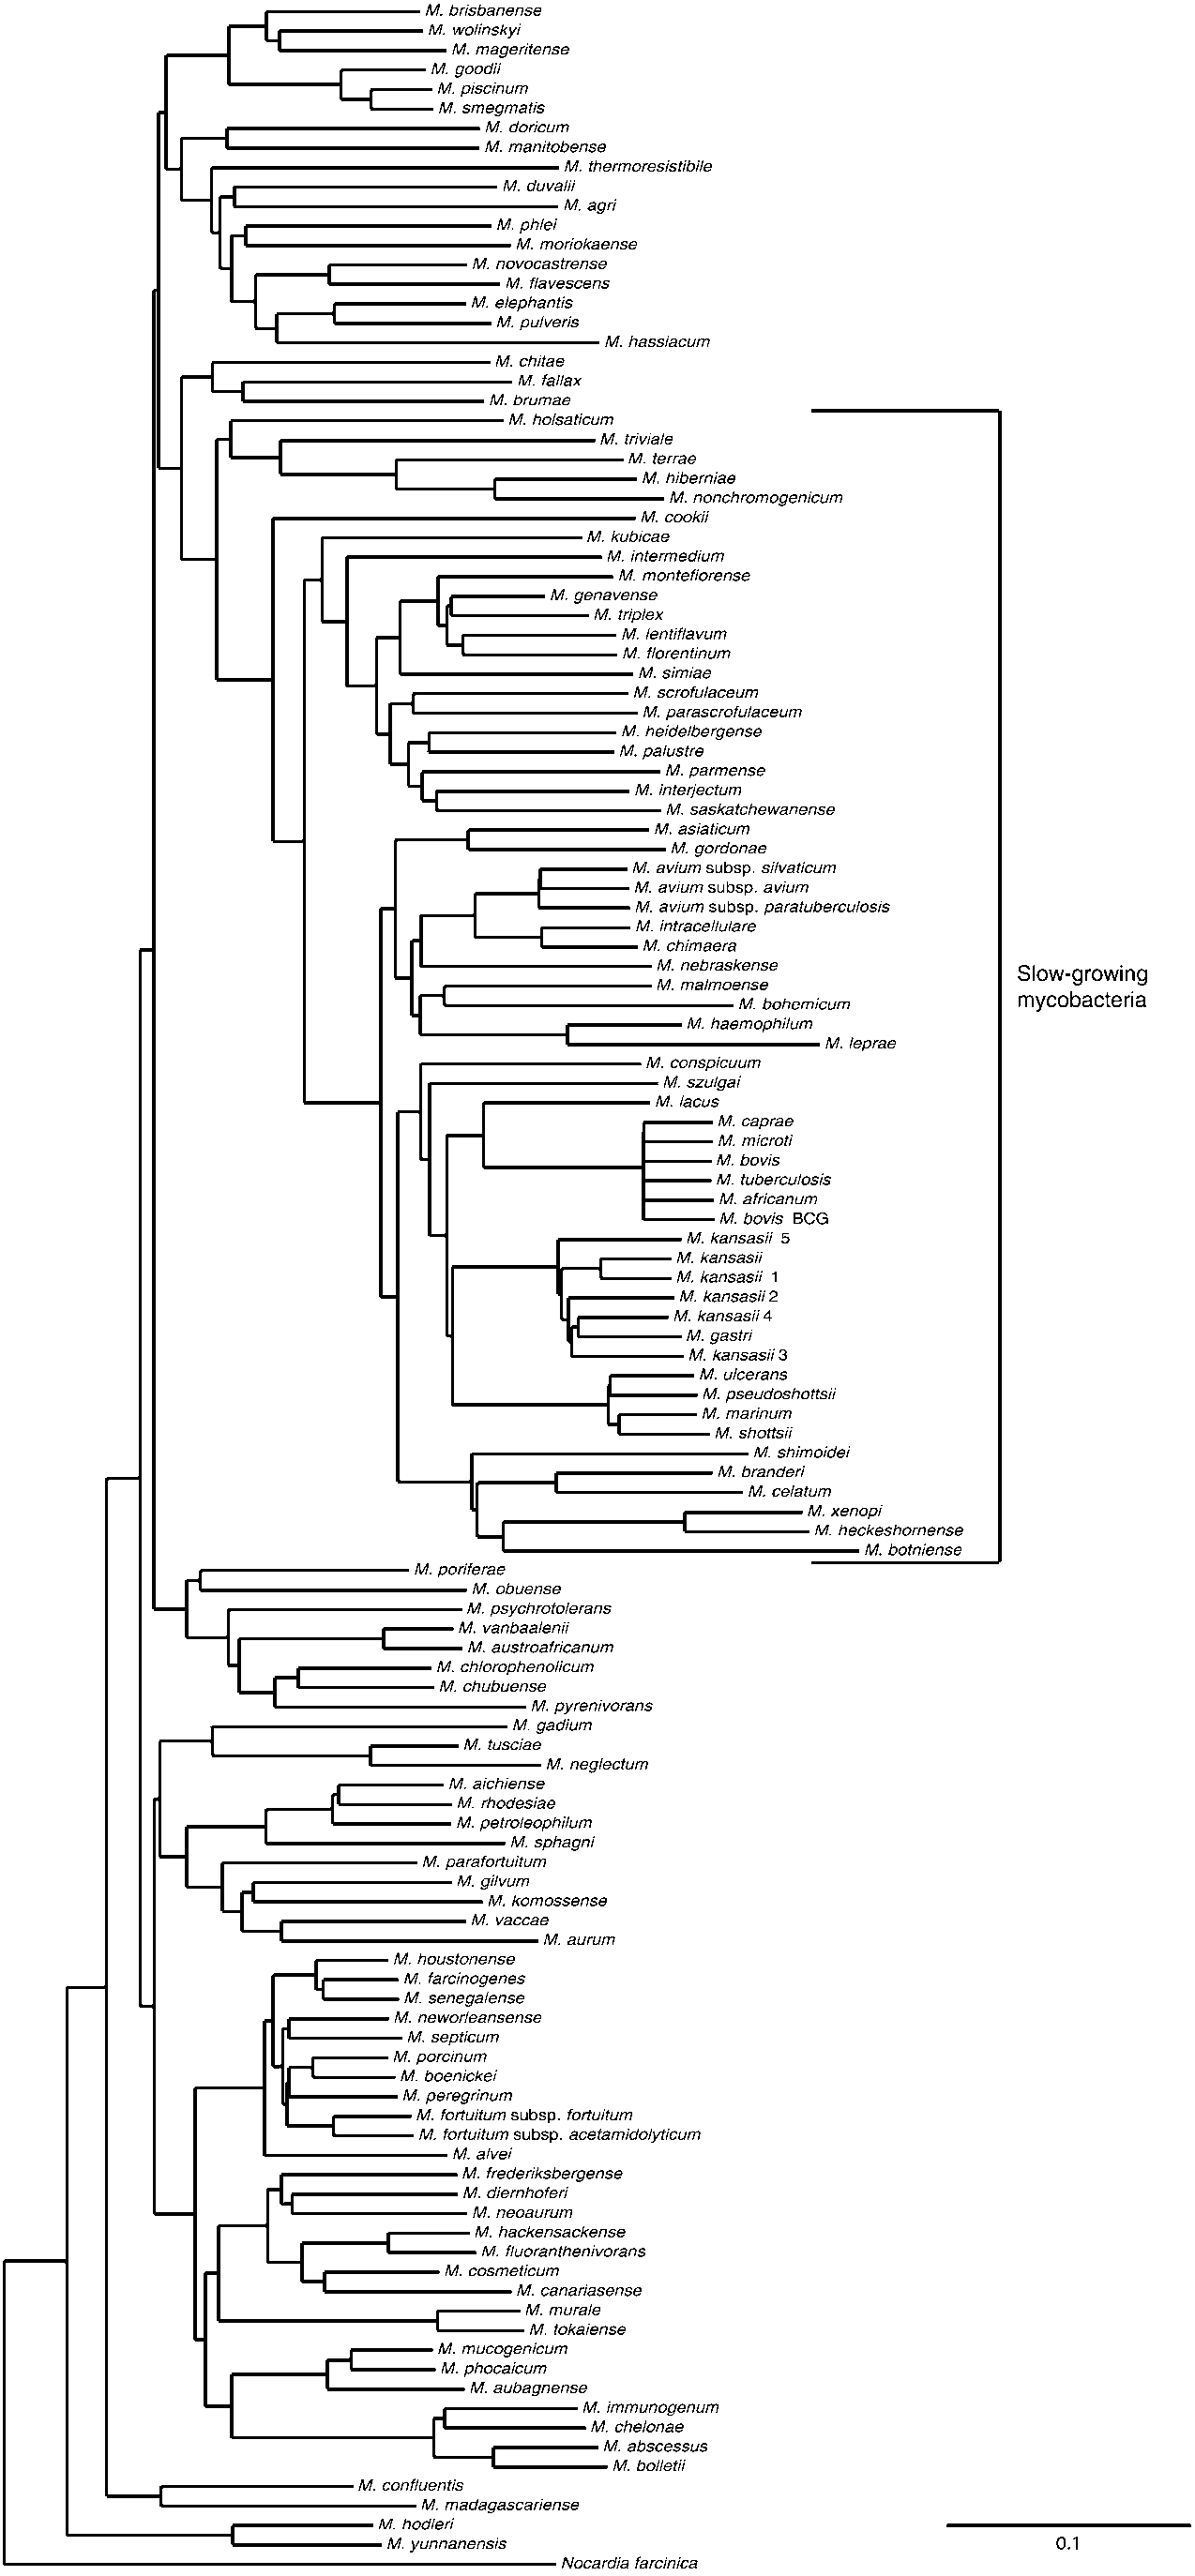 M. brisbanense
M. wolinskyi
M. mageritense
M. goodii
M. piscinum
M. smegmatis
M. doricum
M. manitobense
M. thermoresistibile
M. duvalii
M. agri
M. phlei
M. moriokaense
M. novocastrense
M. flavescens
M. elephantis
M. pulveris
M. hassiacum
M. chitae
M. fallax
M. brumae
M. holsaticum
M. triviale
M. terrae
M. hiberniae
M. nonchromogenicum
M. cookii
M. kubicae
M. intermedium
M. montefiorense
M. genavense
M. triplex
M. lentiflavum
M. florentinum
M. simiae
M. scrofulaceum
M. parascrofulaceum
M. heidelbergense
M. palustre
M. parmense
M. interjectum
M. saskatchewanense
M. asiaticum
M. gordonae
M. avium subsp. silvaticum
M. avium subsp. avium
M. avium subsp. paratuberculosis
M. intracellulare
M. chimaera
M. nebraskense
Slow-growing
mycobacteria
M. malmoense
M. bohemicum
M. haemophilum
M. leprae
M. conspicuum
M. szulgai
M. lacus
M. caprae
M. microti
M. bovis
M. tuberculosis
M. africanum
M. bovis BCG
M. kansasii 5
M. kansasii
M. kansasii 1
M. kansasii 2
M. kansasii 4
M. gastri
M. kansasii 3
M. ulcerans
M. pseudoshottsii
M. marinum
M. shottsii
M. shimoidei
M. branderi
M. celatum
M. xenopi
M. heckeshornense
M. botniense
M. poriferae
M. obuense
M. psychrotolerans
M. vanbaalenii
M. austroafricanum
M. chlorophenolicum
M. chubuense
M. pyrenivorans
M. gadium
M. tusciae
M. neglectum
M. aichiense
M. rhodesiae
M. petroleophilum
M. sphagni
M. parafortuitum
M. gilvum
M. komossense
M. vaccae
M. aurum
M. houstonense
M. farcinogenes
M. senegalense
M. neworleansense
M. septicum
M. porcinum
M. boenickei
M. peregrinum
M. fortuitum subsp. fortuitum
M. fortuitum subsp. acetamidolyticum
M. alvei
M. frederiksbergense
M. diernhoferi
M. neoaurum
M. hackensackense
M. fluoranthenivorans
M. cosmeticum
M. canariasense
M. murale
M. tokaiense
M. mucogenicum
M. phocaicum
M. aubagnense
M. immunogenum
M. chelonae
M. abscessus
M. bolletii
M. confluentis
M. madagascariense
M. hodleri
M. yunnanensis
0.1
Nocardia farcinica